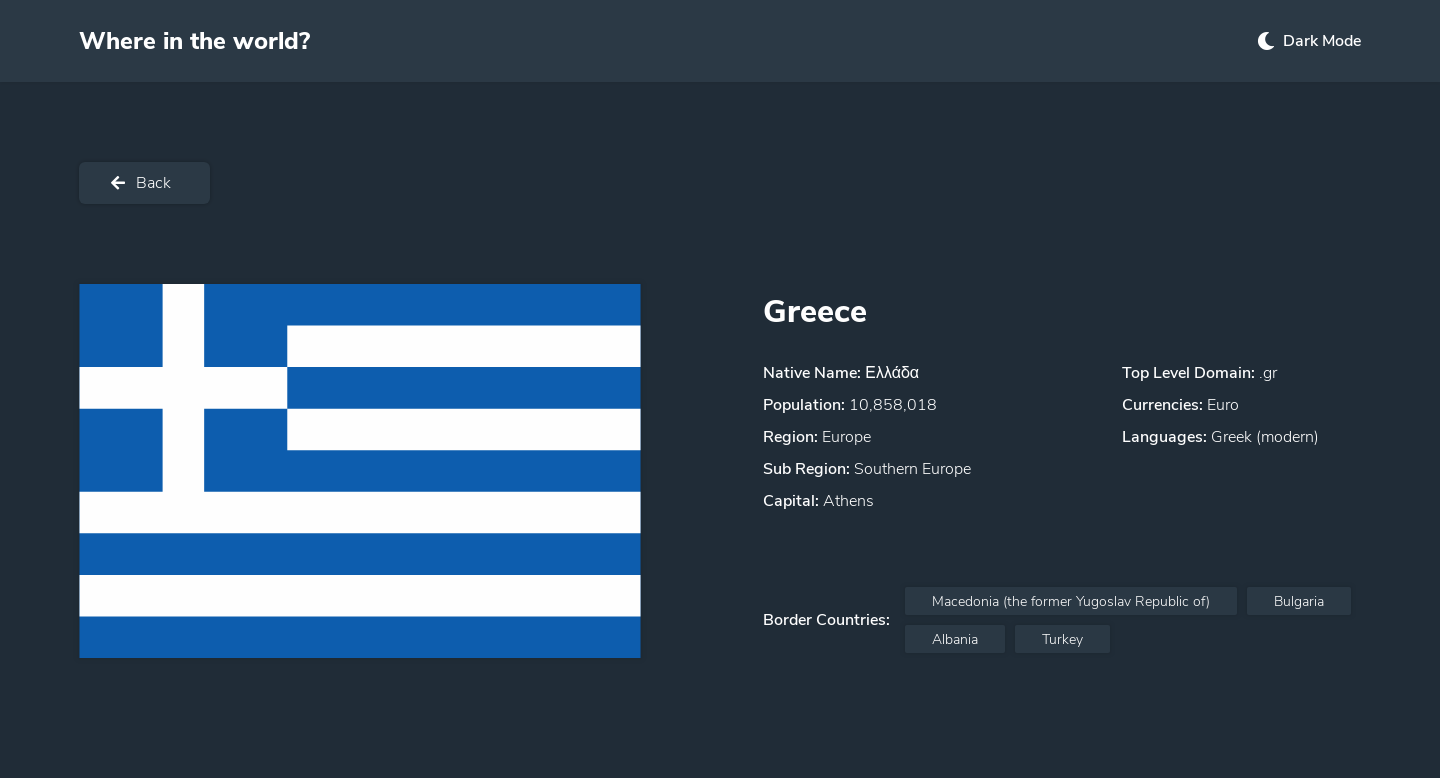 Where in the world?
Dark Mode
Back
Greece
Native Name: Ελλάδα
Population: 10,858,018
Region: Europe
Sub Region: Southern Europe
Capital: Athens
Top Level Domain: .gr
Currencies: Euro
Languages: Greek (modern)
Border Countries:
Macedonia (the former Yugoslav Republic of)
Bulgaria
Albania
Turkey